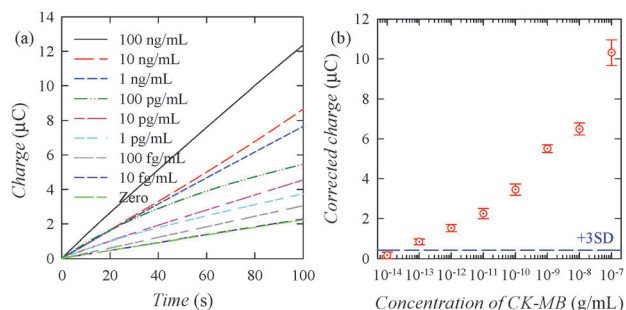 (a)
14
12
10
8
6
4
2
0
Charge (μC)
100 ng/mL
10 ng/mL
1 ng/mL
100 pg/mL
10 pg/mL
1 pg/mL
100 fg/mL
10 fg/mL
Zero
0 20 40 60 80 100
Time (s)
(b)
12
10
8
6
4
2
0
Corrected charge (μC)
+3SD
10-14 10-13 10-12 10-11 10-10 10-9 10-8 10-7
Concentration of CK-MB (g/mL)